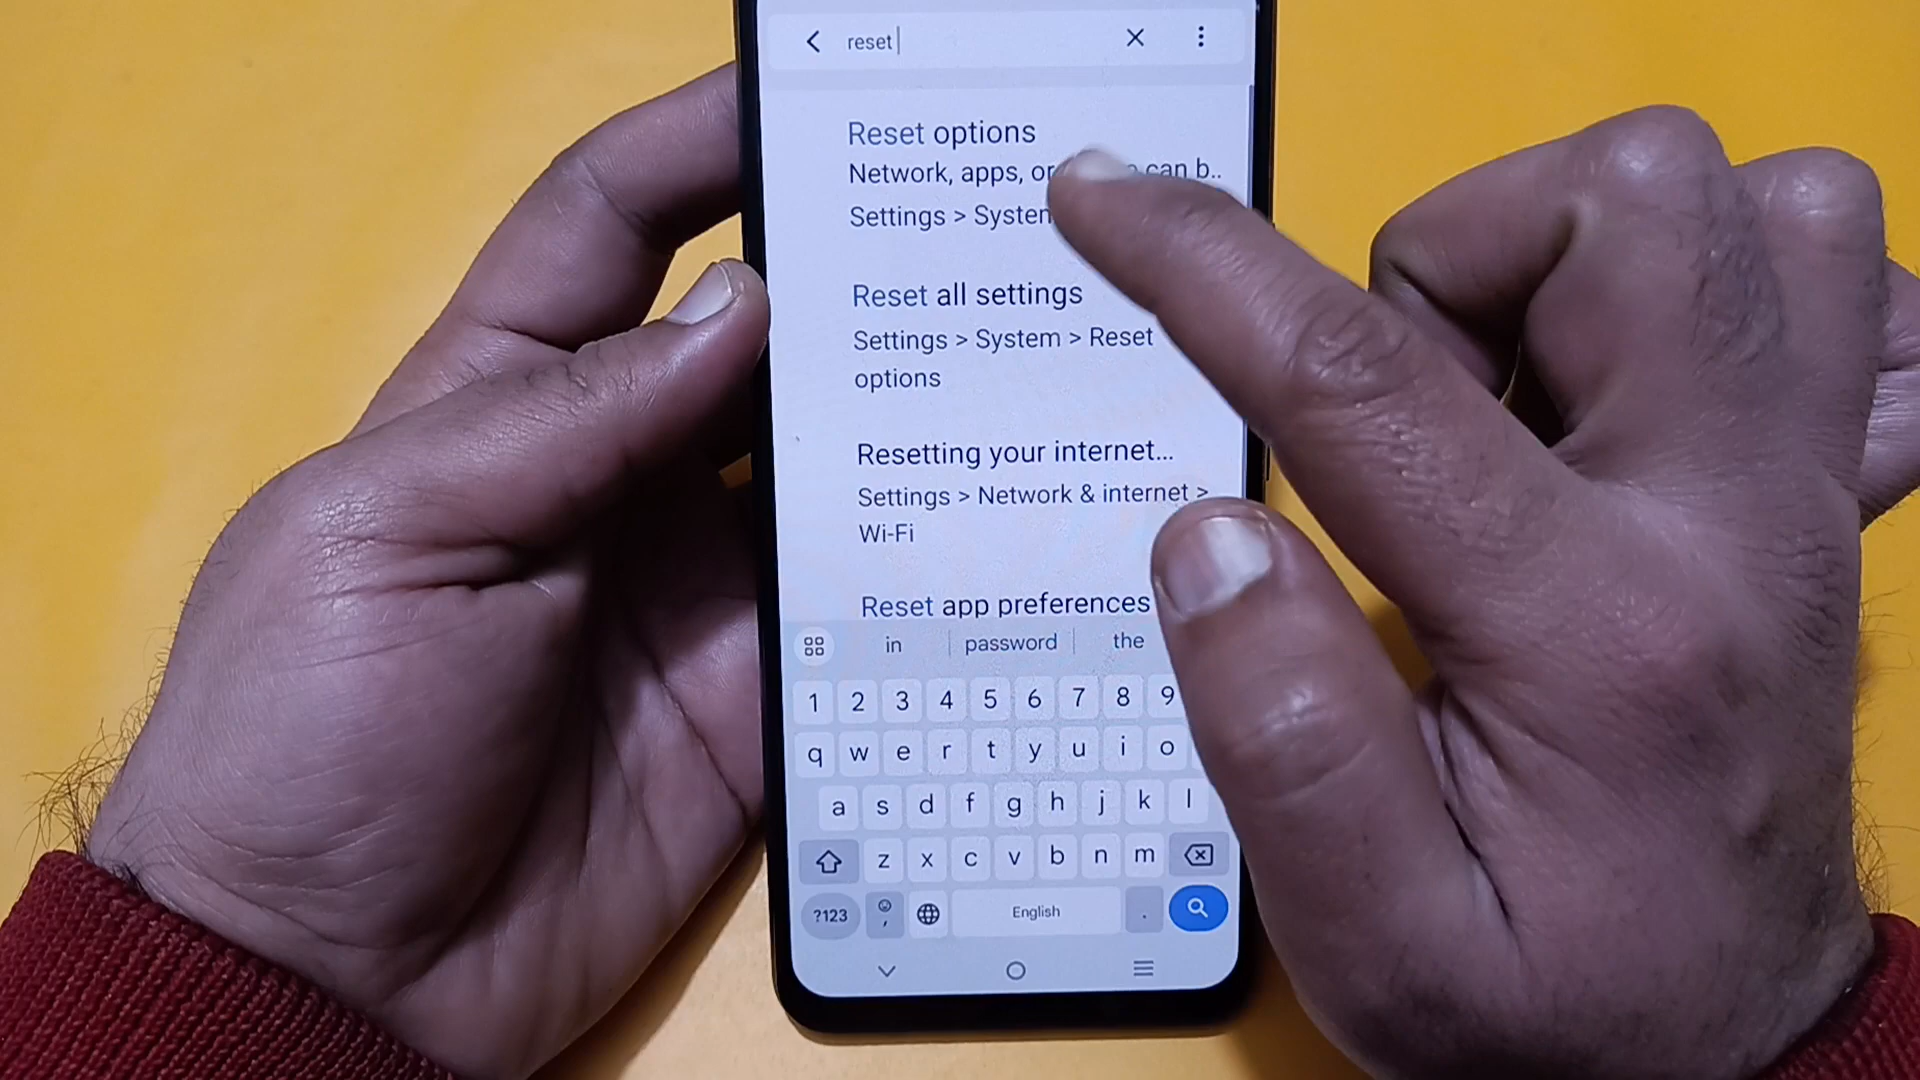 reset
Reset options
Network, apps, or can b..
Settings > System
Reset all settings
Settings > System > Reset
options
Resetting your internet...
Settings > Network & internet >
Wi-Fi
Reset app preferences
in password the
1 2 3 4 5 6 7 8 9
q w e r t y u i o
a s d f g h j k l
z x c v b n m
?123 , English .